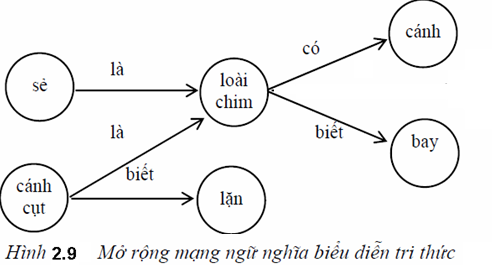 cánh
có
là
sẻ
loài
chim
là
biết
bay
biết
cánh
cụt
lặn
Hình 2.9 Mở rộng mạng ngữ nghĩa biểu diễn tri thức